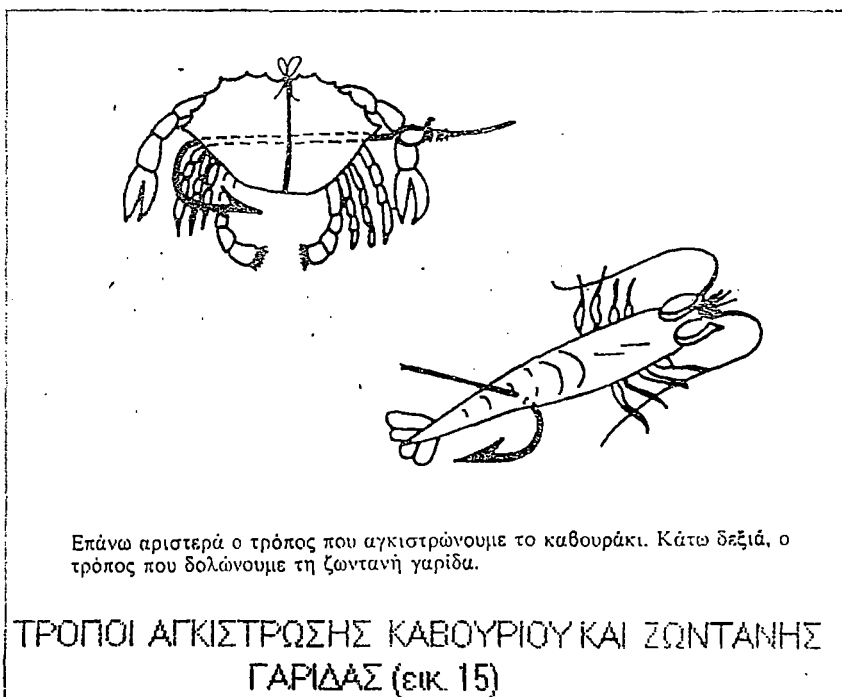 Επάνω αριστερά ο τρόπος που αγκιστρώνουμε το καβουράκι. Κάτω δεξιά, ο
τρόπος που δολώνουμε τη ζωντανή γαρίδα.
ΤΡΟΠΟΙ ΑΓΚΙΣΤΡΩΣΗΣ ΚΑΒΟΥΡΙΟΥ ΚΑΙ ΖΩΝΤΑΝΗΣ
ΓΑΡΙΔΑΣ (εικ. 15)